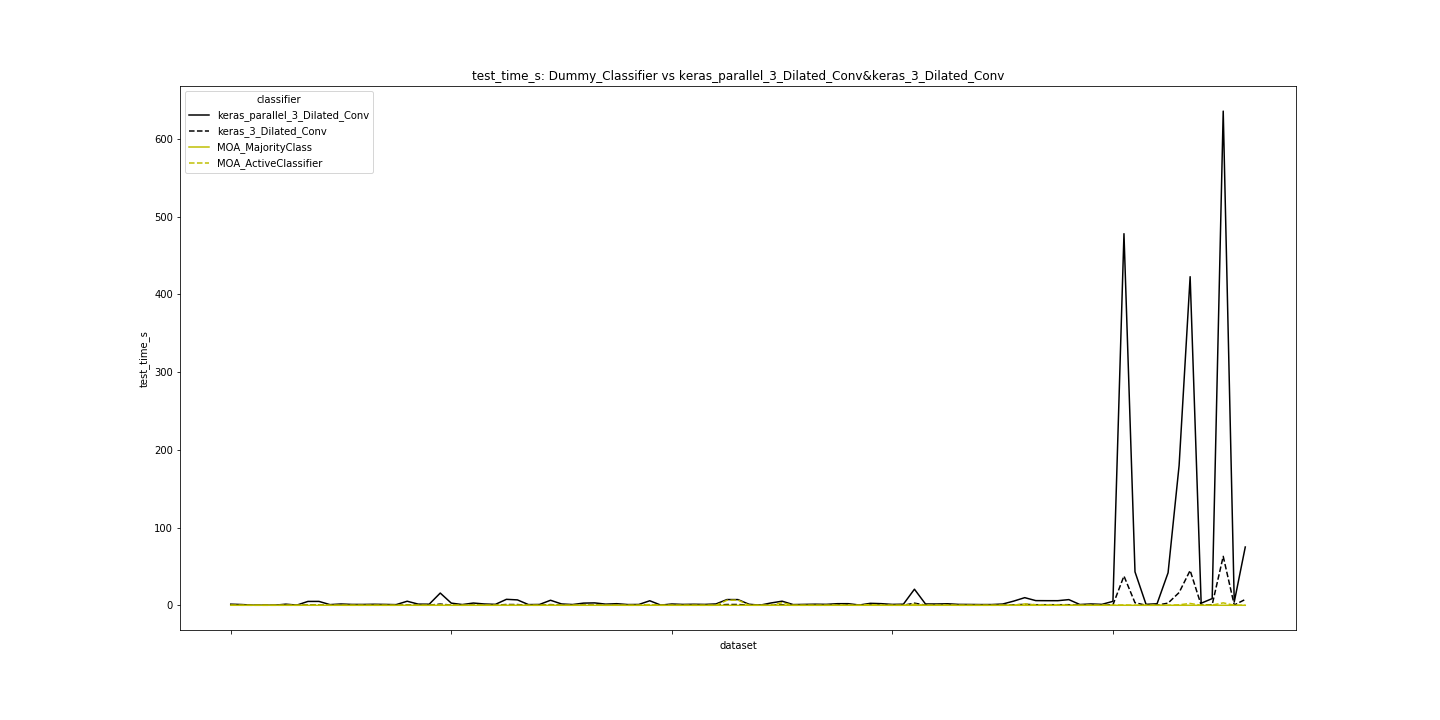 test_time_s: Dummy_Classifier vs keras_parallel_3_Dilated_Conv&keras_3_Dilated_Conv
classifier
keras_parallel_3_Dilated_Conv
keras_3_Dilated_Conv
MOA_MajorityClass
MOA_ActiveClassifier
600
500
400
300
200
100
0
test_time_s
dataset